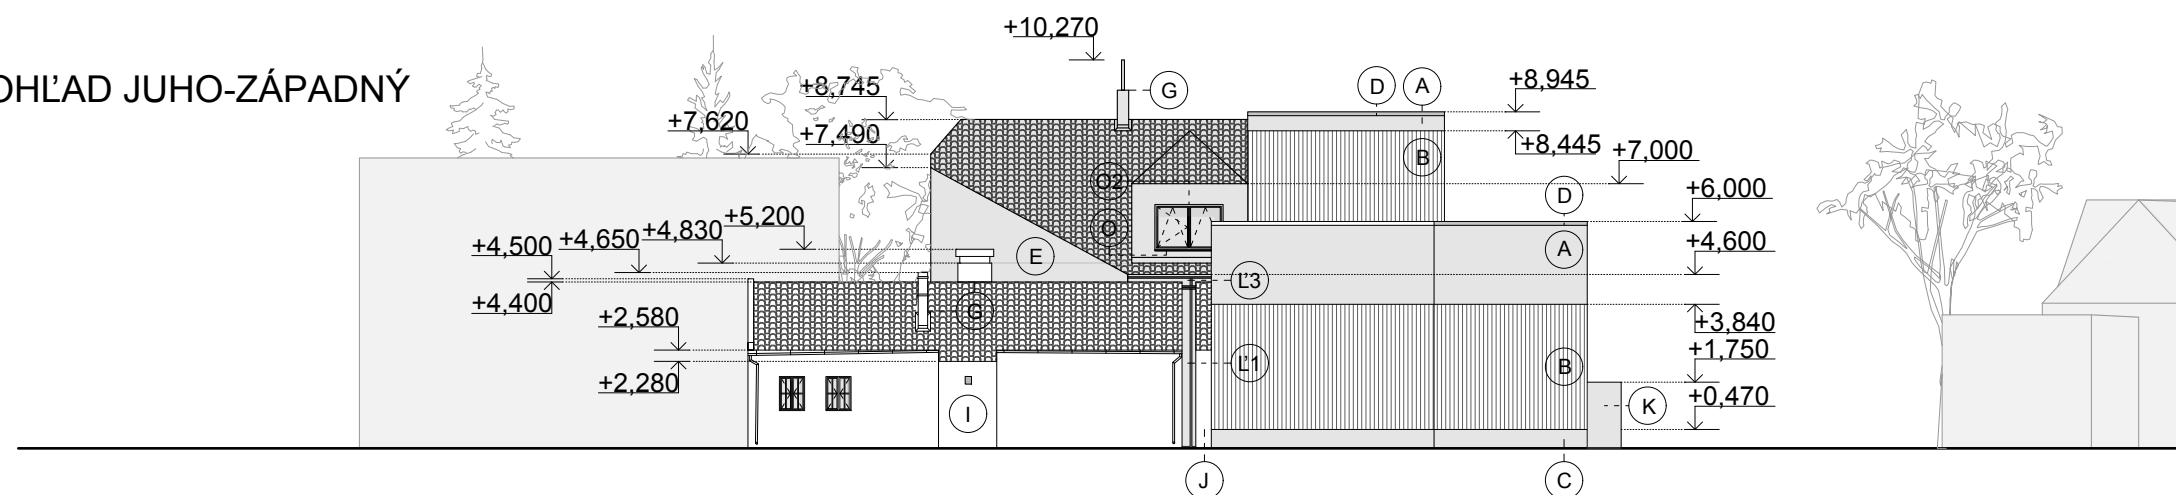 +10,270
OHĽAD JUHO-ZÁPADNÝ
+8,745
G
D
A
+8,945
+7,620
+7,490
+8,445
+7,000
B
O2
D
+6,000
+5,200
+4,830
+4,650
+4,500
O
E
A
+4,600
Ľ3
+4,400
G
+2,580
+3,840
+1,750
Ľ1
B
+2,280
+0,470
I
K
J
C